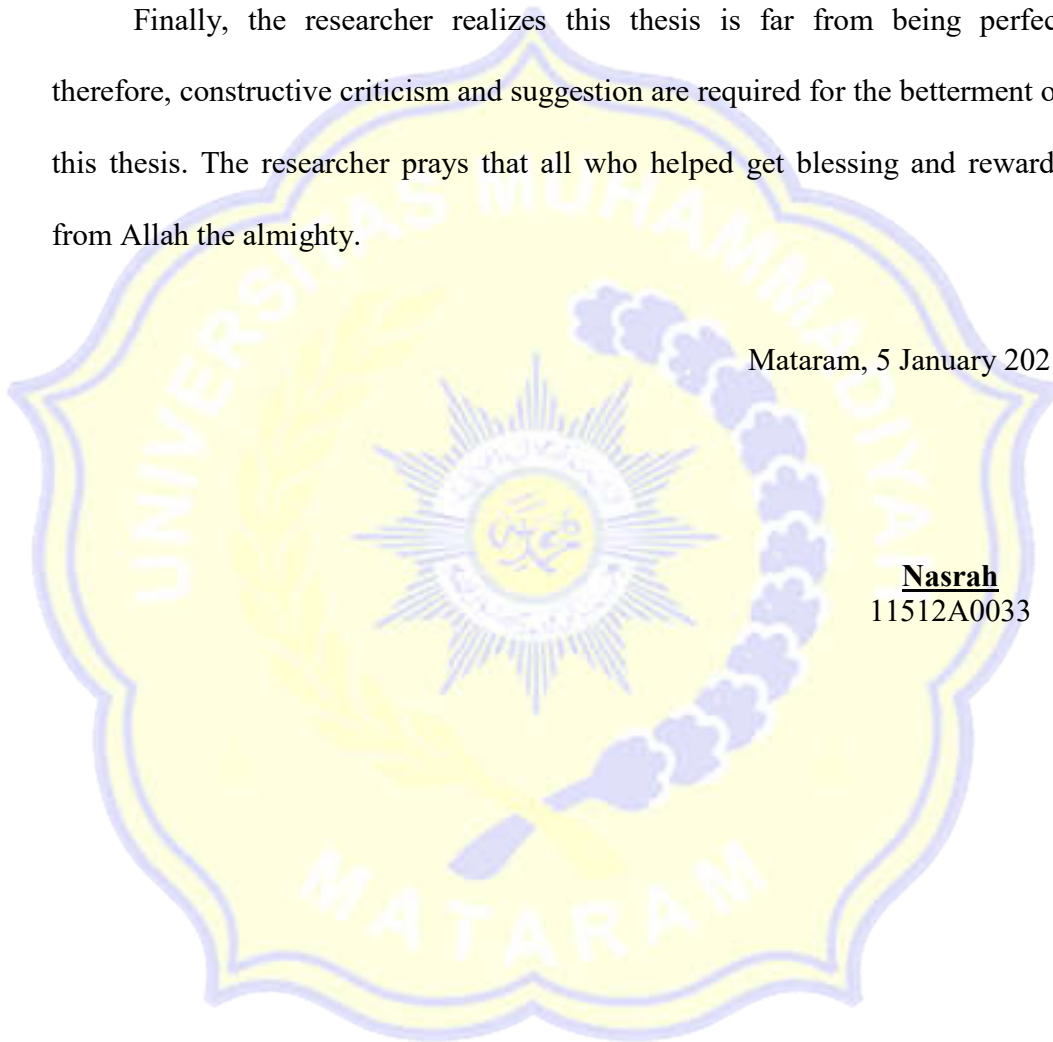 Finally, the researcher realizes this thesis is far from being perfec
therefore, constructive criticism and suggestion are required for the betterment o
this thesis. The researcher prays that all who helped get blessing and reward
from Allah the almighty.
UNIVERSITAS MUHAMMADIYAH
Mataram, 5 January 202
Nasrah
11512A0033
MATARAM